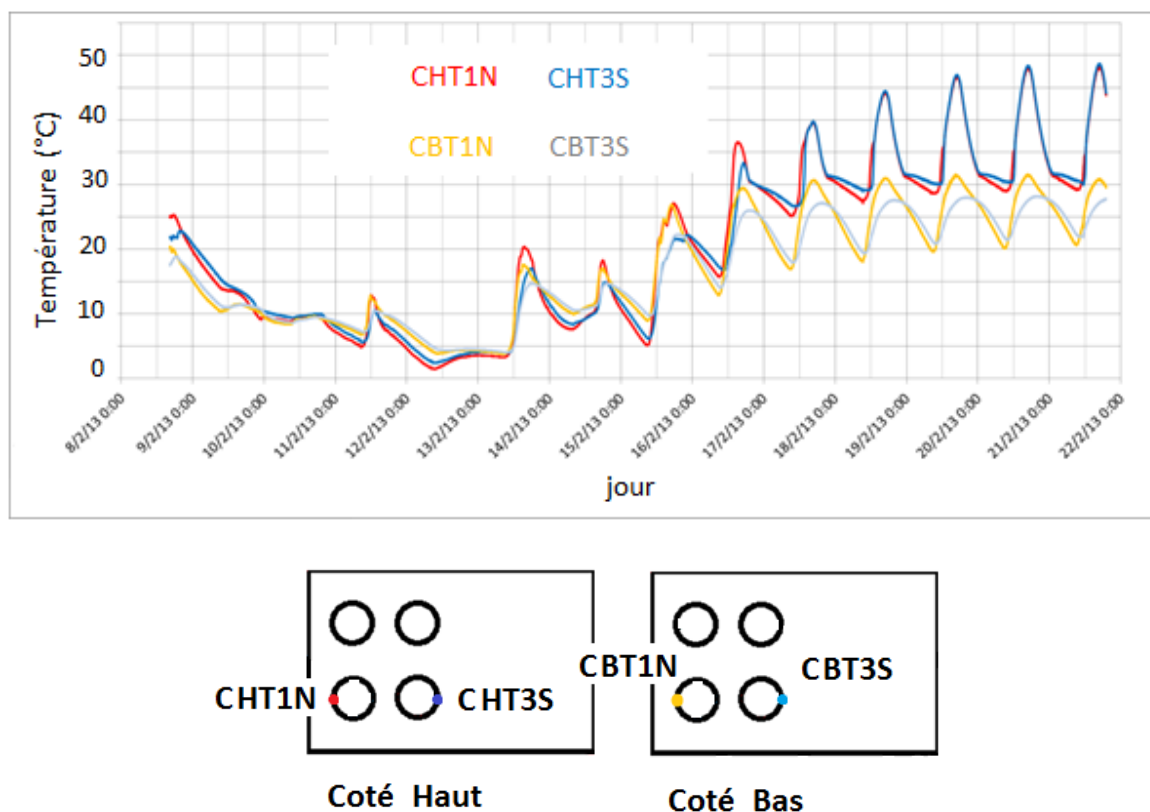 50
40
30
20
10
0
Température (°C)
CHT1N CHT3S
CBT1N CBT3S
8/2/13 0:00
9/2/13 0:00
10/2/13 0:00
11/2/13 0:00
12/2/13 0:00
13/2/13 0:00
14/2/13 0:00
15/2/13 0:00
16/2/13 0:00
17/2/13 0:00
18/2/13 0:00
19/2/13 0:00
20/2/13 0:00
21/2/13 0:00
22/2/13 0:00
jour
CHT1N CHT3S
CBT1N CBT3S
Coté Haut
Coté Bas